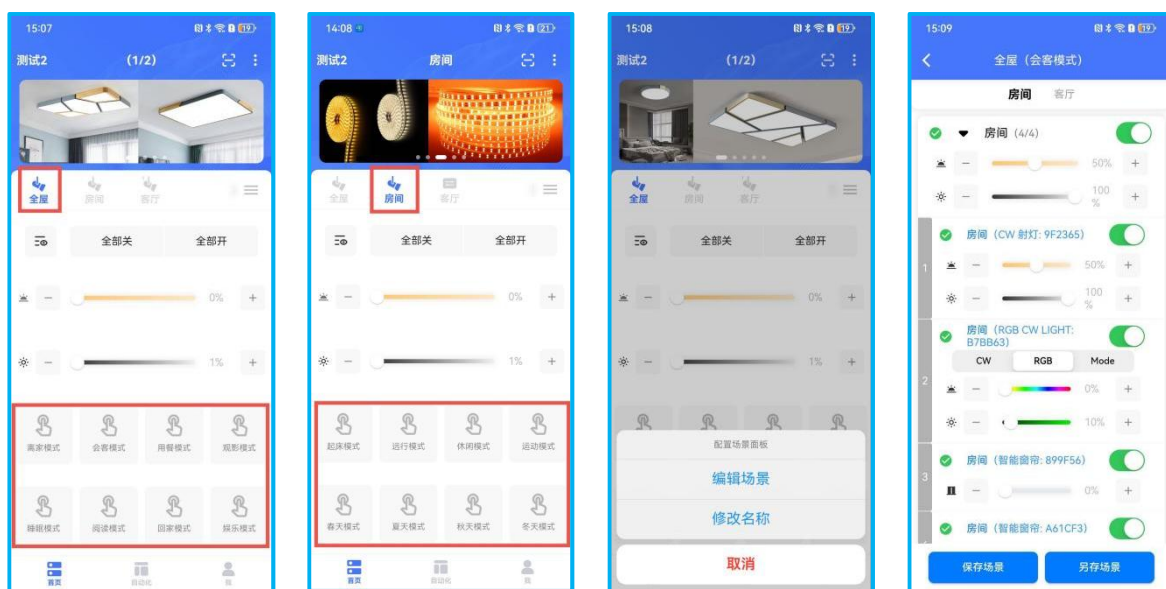 15:07
19
测试2 (1/2)
全屋 房间 客厅
全部关 全部开
0%
1%
离家模式 会客模式 用餐模式 观影模式
睡眠模式 阅读模式 回家模式 娱乐模式
首页 自动化 我
14:08
21
测试2 房间
全屋 房间 客厅
全部关 全部开
0%
1%
起床模式 远行模式 休闲模式 运动模式
春天模式 夏天模式 秋天模式 冬天模式
首页 自动化 我
15:08
19
测试2 (1/2)
全屋 房间 客厅
全部关 全部开
0%
1%
配置场景面板
编辑场景
修改名称
取消
15:09
19
全屋（会客模式）
房间 客厅
房间 (4/4)
50%
100
%
1
房间（CW 射灯: 9F2365）
50%
100
%
2
房间（RGB CW LIGHT:
B7BB63)
CW RGB Mode
0%
10%
3
房间（智能窗帘: 899F56）
0%
房间（智能窗帘: A61CF3）
保存场景 另存场景